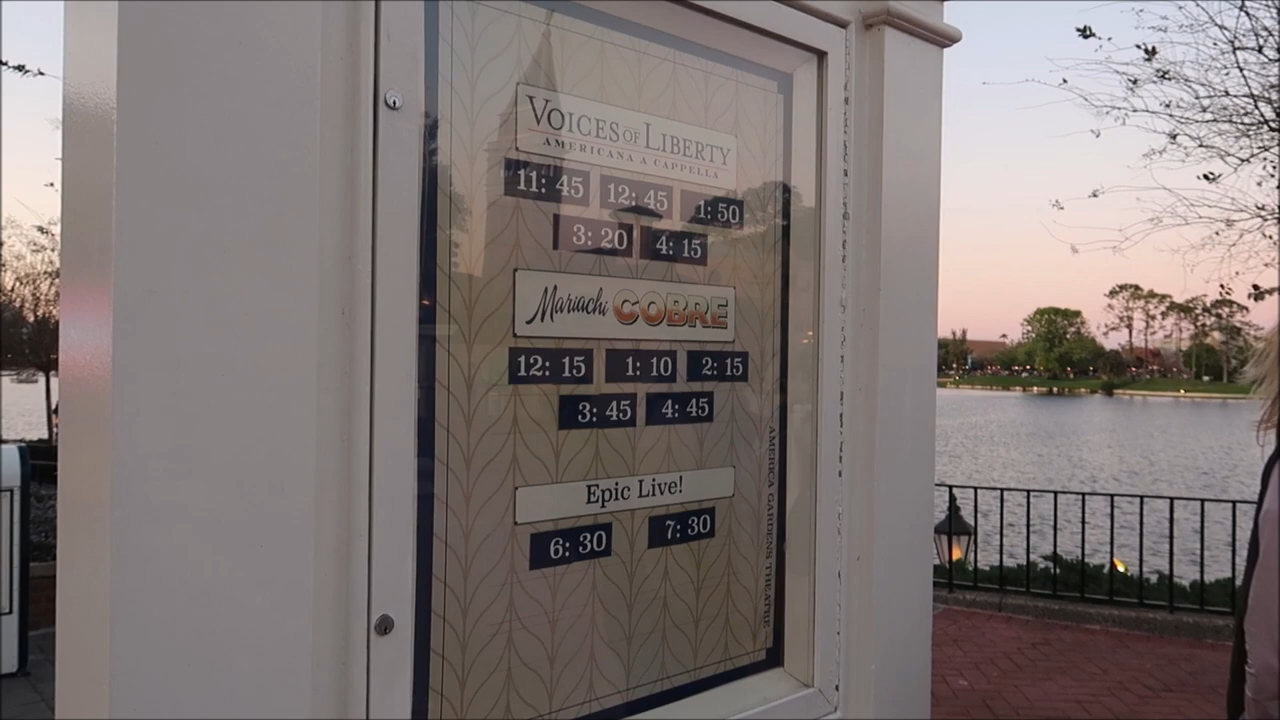 VOICES OF LIBERTY
AMERICANA A CAPPELLA
11: 45 12: 45 1: 50
3: 20 4: 15
Mariachi COBRE
12: 15 1: 10 2: 15
3: 45 4: 45
Epic Live!
6: 30 7: 30
AMERICA GARDENS THEATRE